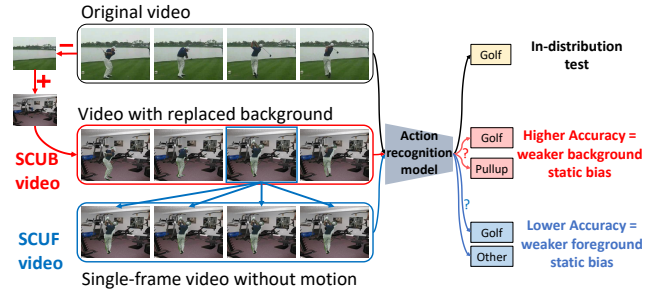 Original video
−
+
Video with replaced background
SCUB
video
SCUF
video
Single-frame video without motion
Action
recognition
model
Golf
In-distribution
test
Golf
?
Pullup
Higher Accuracy =
weaker background
static bias
?
Golf
Other
Lower Accuracy =
weaker foreground
static bias